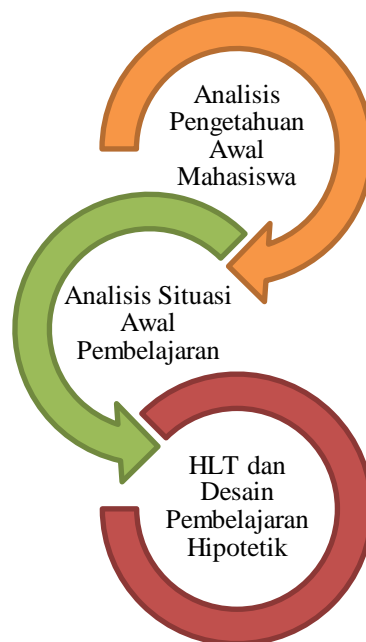 Analisis
Pengetahuan
Awal
Mahasiswa
Analisis Situasi
Awal
Pembelajaran
HLT dan
Desain
Pembelajaran
Hipotetik